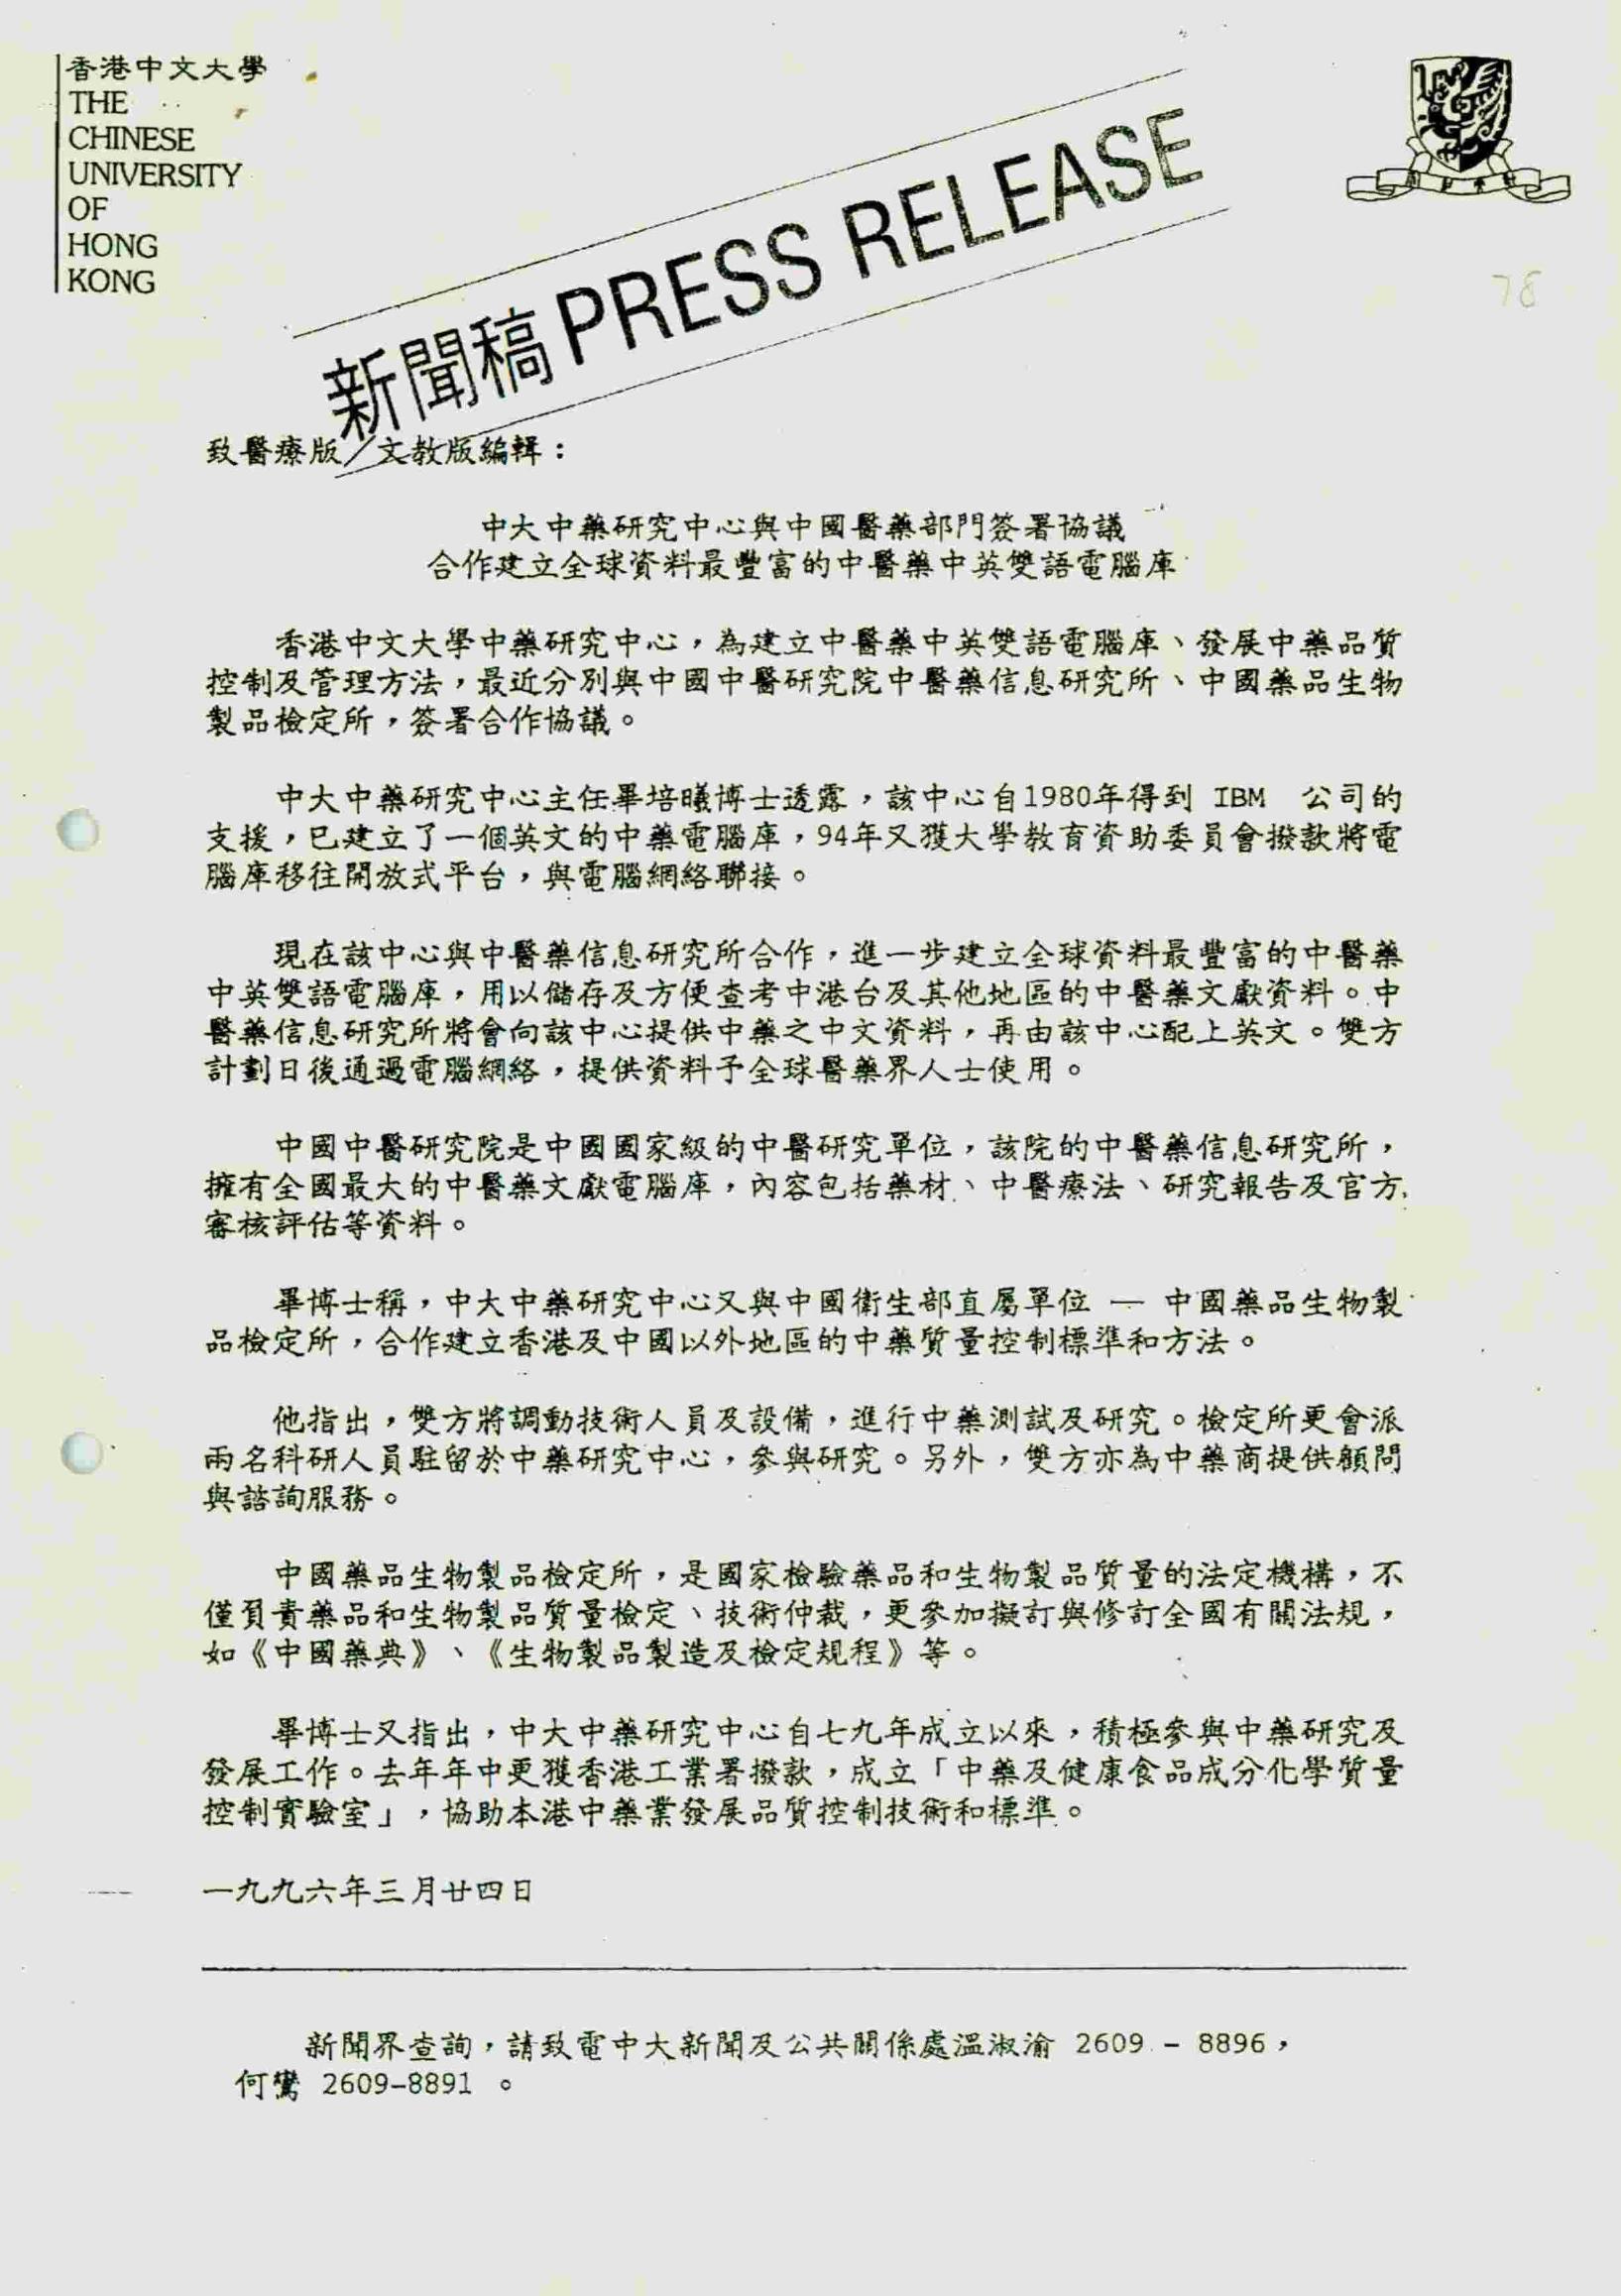 香港中文大學
THE
CHINESE
UNIVERSITY
OF
HONG
KONG
新聞稿 PRESS RELEASE
78
致醫療版／文教版編輯：
中大中藥研究中心與中國醫藥部門簽署協議
合作建立全球資料最豐富的中醫藥中英雙語電腦庫
香港中文大學中藥研究中心，為建立中醫藥中英雙語電腦庫、發展中藥品質
控制及管理方法，最近分別與中國中醫研究院中醫藥信息研究所、中國藥品生物
製品檢定所，簽署合作協議。
中大中藥研究中心主任畢培曦博士透露，該中心自1980年得到 IBM 公司的
支援，已建立了一個英文的中藥電腦庫，94年又獲大學教育資助委員會撥款將電
腦庫移往開放式平台，與電腦網絡聯接。
現在該中心與中醫藥信息研究所合作，進一步建立全球資料最豐富的中醫藥
中英雙語電腦庫，用以儲存及方便查考中港台及其他地區的中醫藥文獻資料。中
醫藥信息研究所將會向該中心提供中藥之中文資料，再由該中心配上英文。雙方
計劃日後通過電腦網絡，提供資料予全球醫藥界人士使用。
中國中醫研究院是中國國家級的中醫研究單位，該院的中醫藥信息研究所，
擁有全國最大的中醫藥文獻電腦庫，內容包括藥材、中醫療法、研究報告及官方
審核評估等資料。
畢博士稱，中大中藥研究中心又與中國衛生部直屬單位 — 中國藥品生物製
品檢定所，合作建立香港及中國以外地區的中藥質量控制標準和方法。
他指出，雙方將調動技術人員及設備，進行中藥測試及研究。檢定所更會派
兩名科研人員駐留於中藥研究中心，參與研究。另外，雙方亦為中藥商提供顧問
與諮詢服務。
中國藥品生物製品檢定所，是國家檢驗藥品和生物製品質量的法定機構，不
僅負責藥品和生物製品質量檢定、技術仲裁，更參加擬訂與修訂全國有關法規，
如《中國藥典》、《生物製品製造及檢定規程》等。
畢博士又指出，中大中藥研究中心自七九年成立以來，積極參與中藥研究及
發展工作。去年年中更獲香港工業署撥款，成立「中藥及健康食品成分化學質量
控制實驗室」，協助本港中藥業發展品質控制技術和標準。
一九九六年三月廿四日
新聞界查詢，請致電中大新聞及公共關係處溫淑渝 2609 - 8896，
何鸞 2609-8891 。